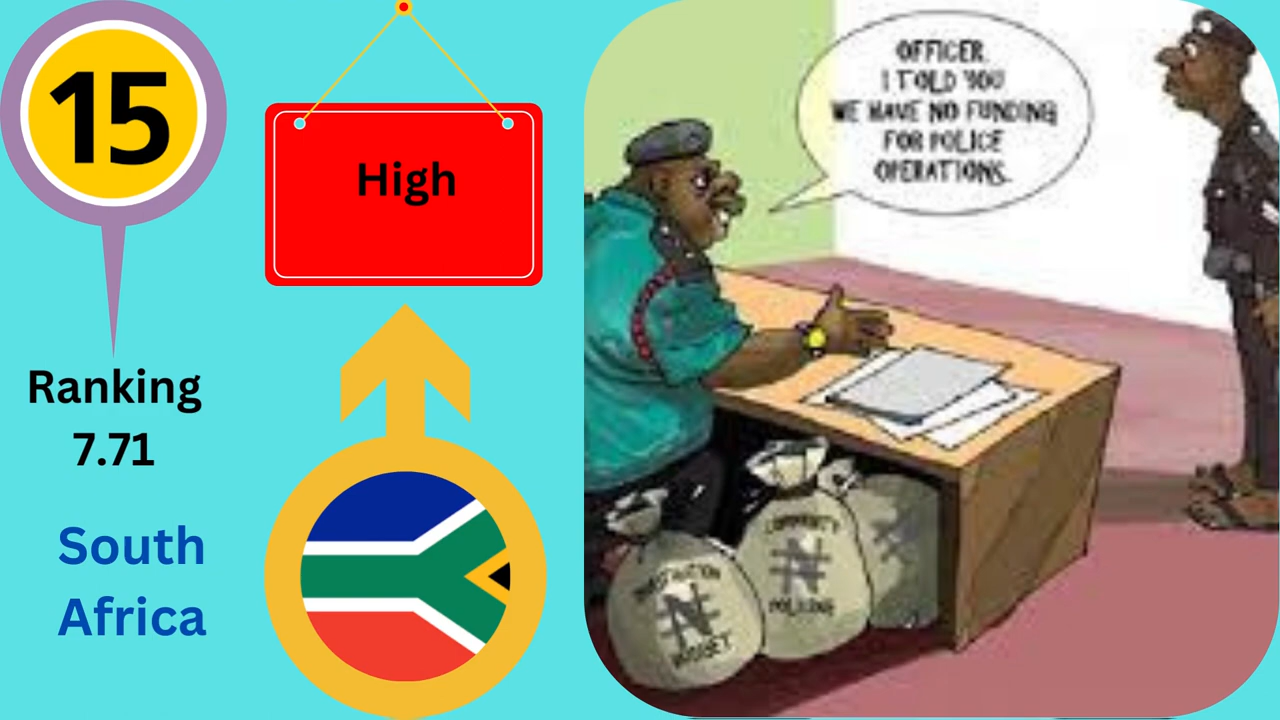 15
Ranking
7.71
South
Africa
High
OFFICER.
I TOLD YOU
WE HAVE NO FUNDING
FOR POLICE
OPERATIONS.
COMMUNITY
₦
POLICING
₦
BUDGET